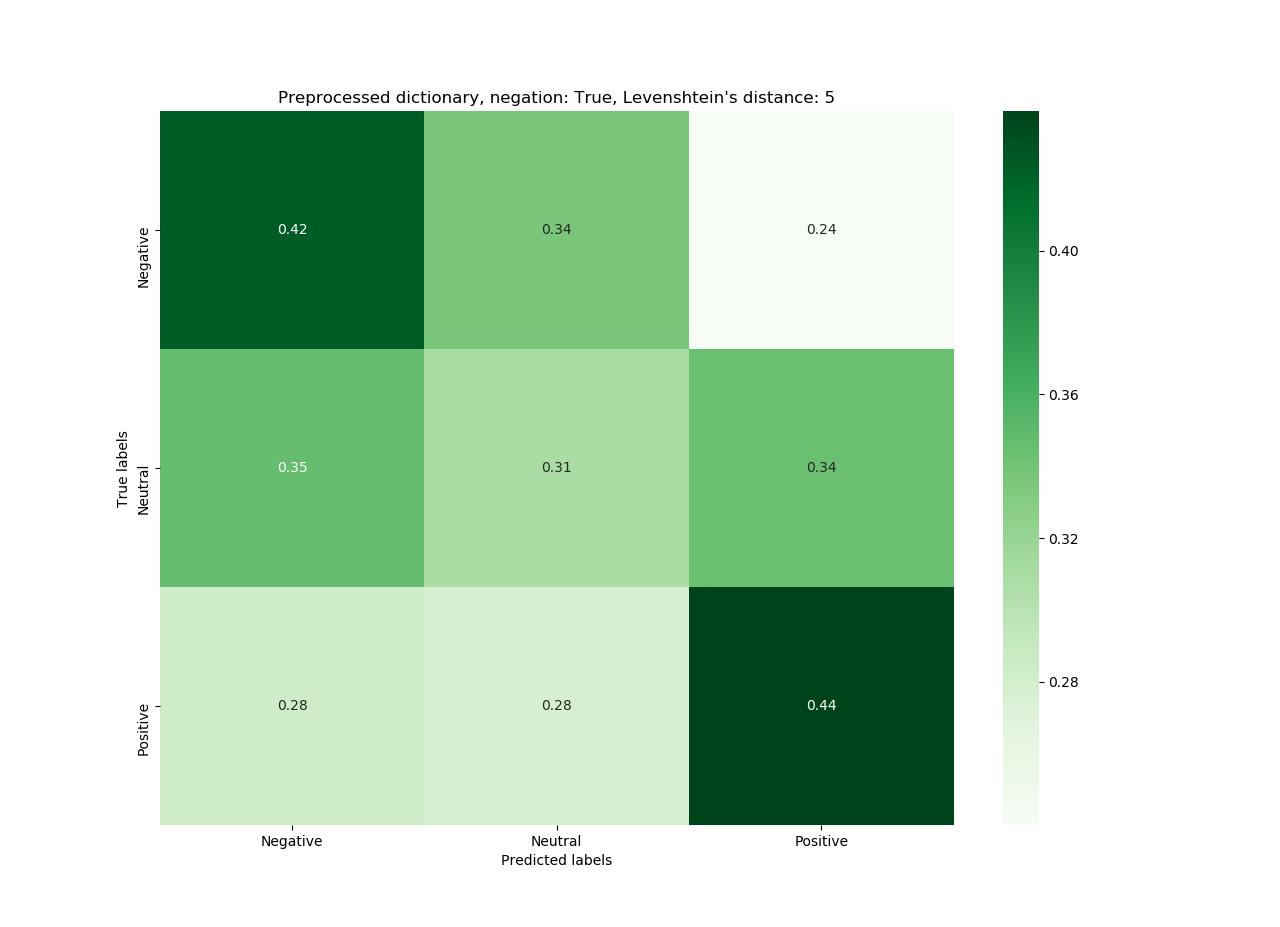 Preprocessed dictionary, negation: True, Levenshtein's distance: 5
True labels
Negative
0.42 0.34 0.24
Neutral
0.35 0.31 0.34
Positive
0.28 0.28 0.44
Negative Neutral Positive
Predicted labels
0.40
0.36
0.32
0.28